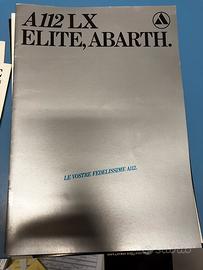 A112 LX
ELITE, ABARTH.
LE VOSTRE FEDELISSIME A112.